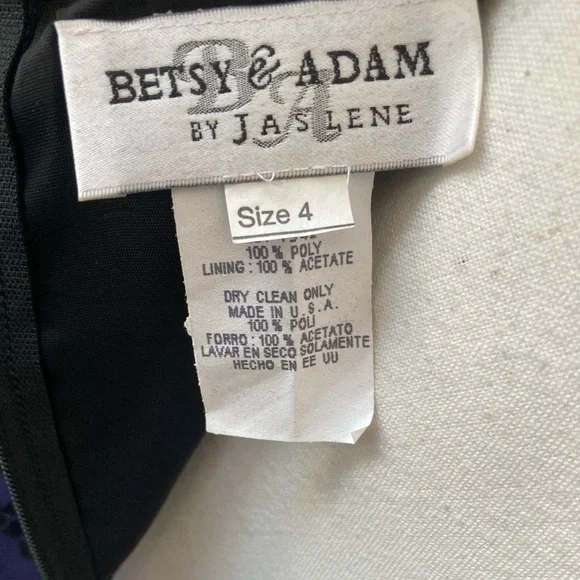 BETSY & ADAM
BA
BY JASLENE
Size 4
100% POLY
LINING: 100% ACETATE
DRY CLEAN ONLY
MADE IN U.S.A.
100% POLI
FORRO: 100% ACETATO
LAVAR EN SECO SOLAMENTE
HECHO EN EE UU